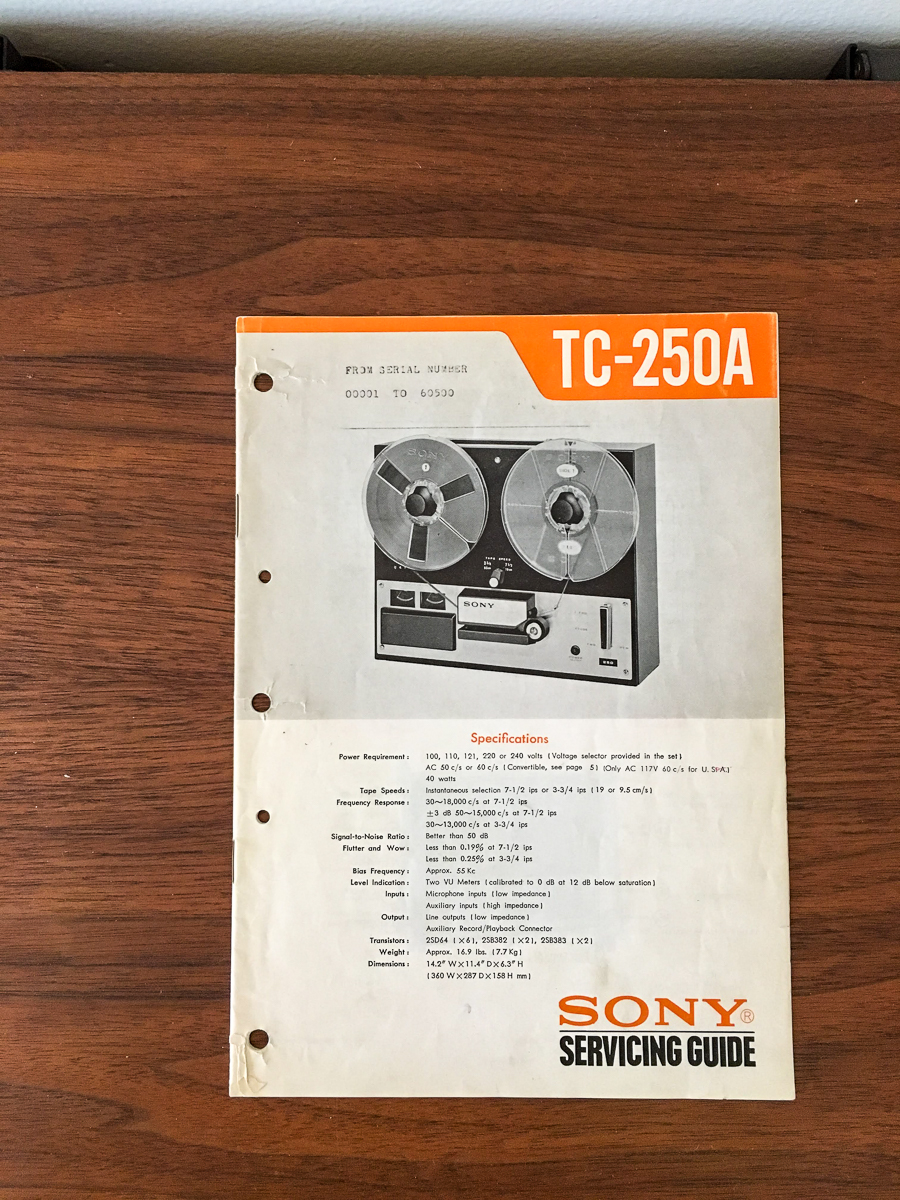 TC-250A
FROM SERIAL NUMBER
00001 TO 60500
SONY
TAPE SPEED
SONY
Specifications
Power Requirement : 100, 110, 121, 220 or 240 volts (Voltage selector provided in the set)
AC 50 c/s or 60 c/s (Convertible, see page 5) (Only AC 117V 60 c/s for U. S. A.)
40 watts
Tape Speeds : Instantaneous selection 7-1/2 ips or 3-3/4 ips (19 or 9.5 cm/s)
Frequency Response : 30~18,000 c/s at 7-1/2 ips
±3 dB 50~15,000 c/s at 7-1/2 ips
30~13,000 c/s at 3-3/4 ips
Signal-to-Noise Ratio : Better than 50 dB
Flutter and Wow : Less than 0.19% at 7-1/2 ips
Less than 0.25% at 3-3/4 ips
Bias Frequency : Approx. 55 Kc
Level Indication : Two VU Meters (calibrated to 0 dB at 12 dB below saturation)
Inputs : Microphone inputs (low impedance)
Auxiliary inputs (high impedance)
Output : Line outputs (low impedance)
Auxiliary Record/Playback Connector
Transistors : 2SD64 (×6), 2SB382 (×2), 2SB383 (×2)
Weight : Approx. 16.9 lbs. (7.7 Kg)
Dimensions : 14.2" W×11.4" D×6.3" H
(360 W×287 D×158 H mm)
SONY®
SERVICING GUIDE